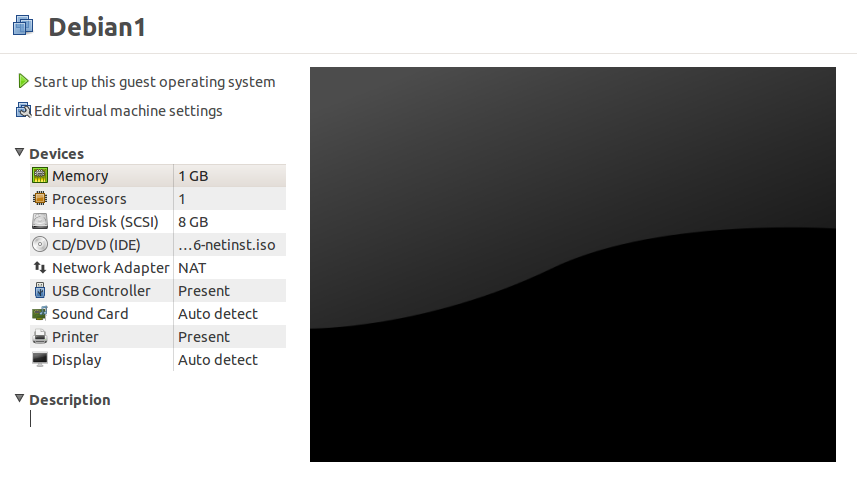 Debian1
Start up this guest operating system
Edit virtual machine settings
Devices
Memory 1 GB
Processors 1
Hard Disk (SCSI) 8 GB
CD/DVD (IDE) ...6-netinst.iso
Network Adapter NAT
USB Controller Present
Sound Card Auto detect
Printer Present
Display Auto detect
Description